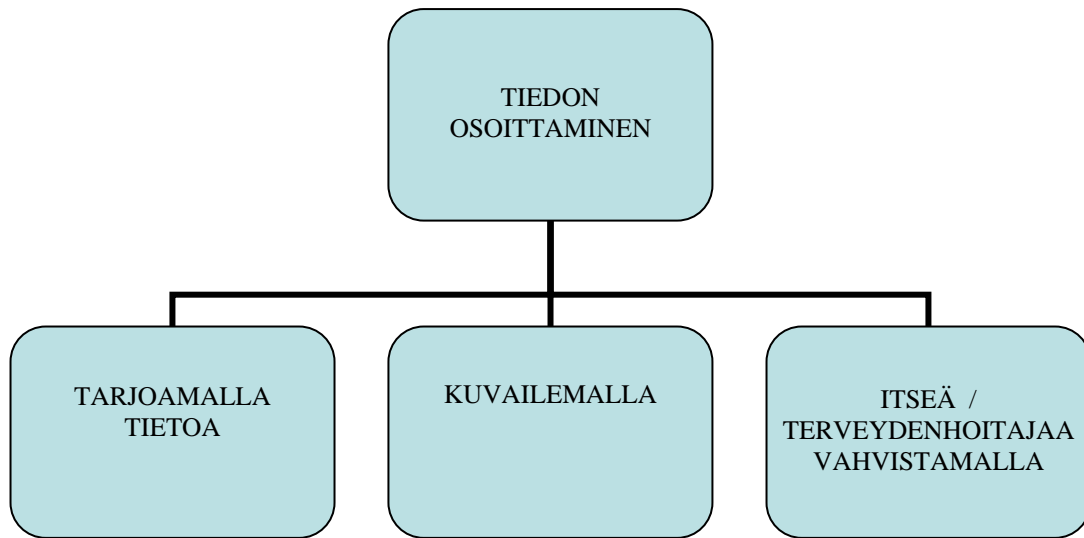 TIEDON
OSOITTAMINEN
TARJOAMALLA
TIETOA
KUVAILEMALLA
ITSEÄ /
TERVEYDENHOITAJAA
VAHVISTAMALLA